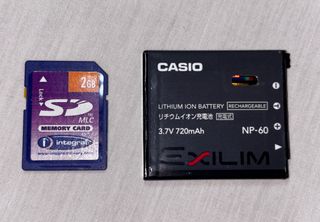 2GB
Lock
SD
MLC
MEMORY CARD
i integral
CASIO
LITHIUM ION BATTERY RECHARGEABLE
リチウムイオン充電池 充電式
3.7V 720mAh NP-60
EXILIM